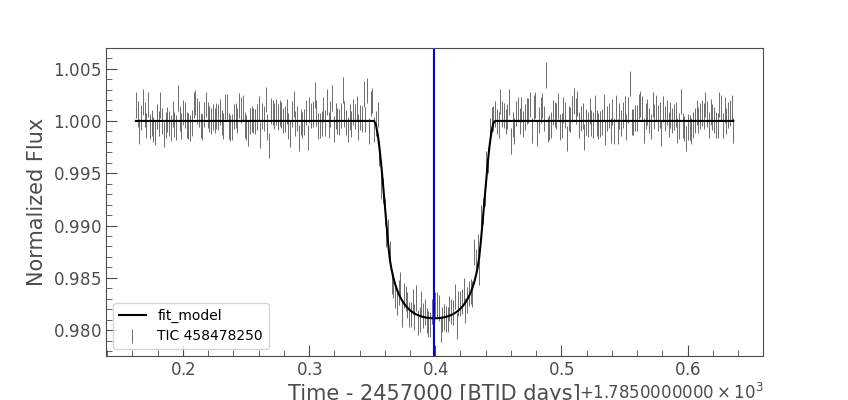 1.005
1.000
0.995
0.990
0.985
0.980
Normalized Flux
fit_model
TIC 458478250
0.2 0.3 0.4 0.5 0.6
Time - 2457000 [BTJD days]
+1.7850000000 × 10³